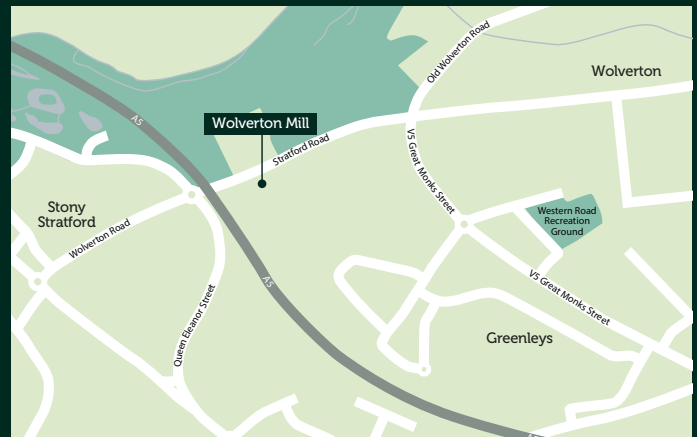 Old Wolverton Road
Wolverton
A5
Wolverton Mill
Stratford Road
V5 Great Monks Street
Stony
Stratford
Wolverton Road
Western Road
Recreation
Ground
A5
V5 Great Monks Street
Queen Eleanor Street
Greenleys